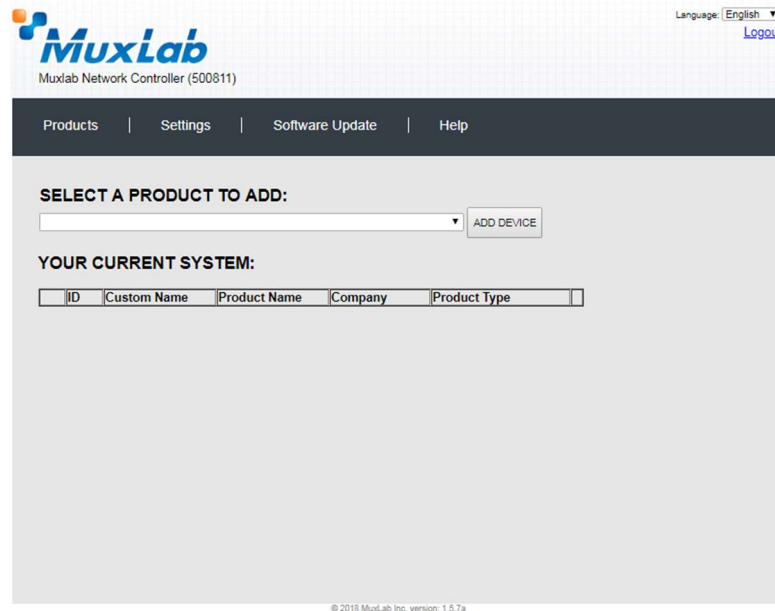 Language: English
Logou
MuxLab
Muxlab Network Controller (500811)
Products | Settings | Software Update | Help
SELECT A PRODUCT TO ADD:
ADD DEVICE
YOUR CURRENT SYSTEM:
ID Custom Name Product Name Company Product Type
© 2018 MuxLab Inc. version: 1.5.7a